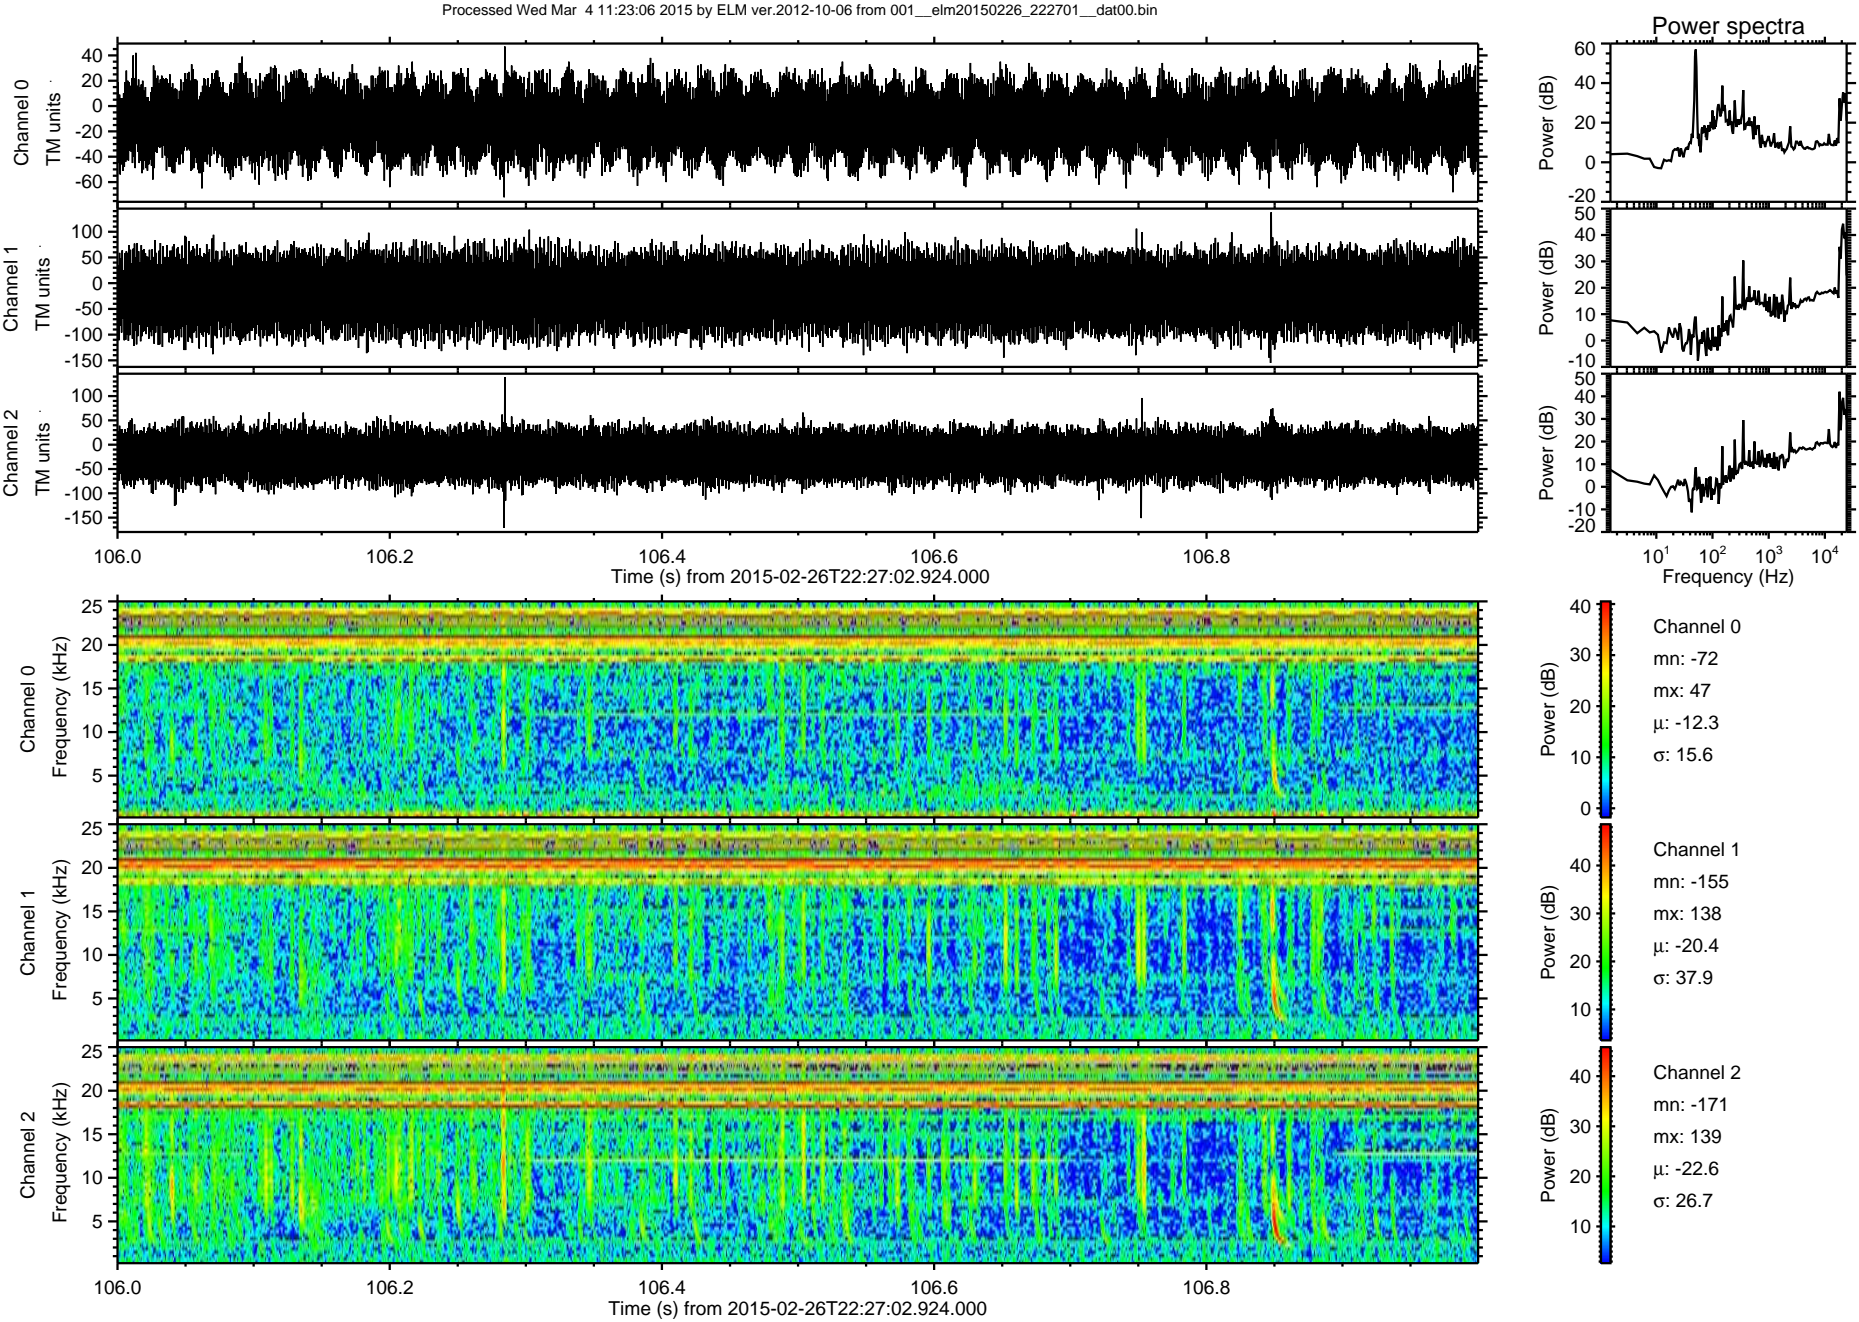 Processed Wed Mar  4 11:23:06 2015 by ELM ver.2012-10-06 from 001__elm20150226_222701__dat00.bin
Power spectra
Channel 0
TM units
40
20
0
-20
-40
-60
Power (dB)
60
40
20
0
-20
Channel 1
TM units
100
50
0
-50
-100
-150
Power (dB)
50
40
30
20
10
0
-10
Channel 2
TM units
100
50
0
-50
-100
-150
Power (dB)
50
40
30
20
10
0
-10
-20
106.0 106.2 106.4 106.6 106.8
Time (s) from 2015-02-26T22:27:02.924.000
10^1 10^2 10^3 10^4
Frequency (Hz)
Channel 0
Frequency (kHz)
25
20
15
10
5
Power (dB)
40
30
20
10
0
Channel 0
mn: -72
mx: 47
μ: -12.3
σ: 15.6
Channel 1
Frequency (kHz)
25
20
15
10
5
Power (dB)
40
30
20
10
Channel 1
mn: -155
mx: 138
μ: -20.4
σ: 37.9
Channel 2
Frequency (kHz)
25
20
15
10
5
Power (dB)
40
30
20
10
Channel 2
mn: -171
mx: 139
μ: -22.6
σ: 26.7
106.0 106.2 106.4 106.6 106.8
Time (s) from 2015-02-26T22:27:02.924.000